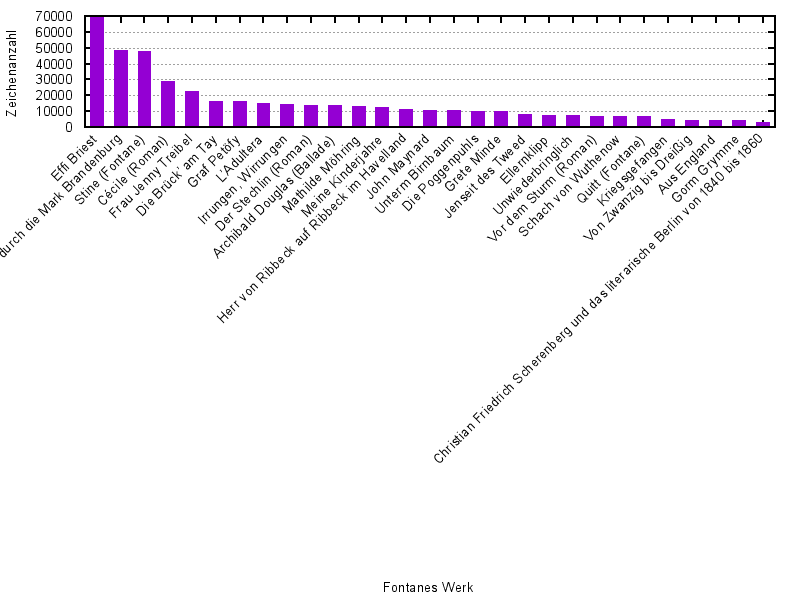 Zeichenanzahl
70000
60000
50000
40000
30000
20000
10000
0
Effi Briest
durch die Mark Brandenburg
Stine (Fontane)
Cécile (Roman)
Frau Jenny Treibel
Die Brück' am Tay
Graf Petöfy
L'Adultera
Irrungen, Wirrungen
Der Stechlin (Roman)
Archibald Douglas (Ballade)
Mathilde Möhring
Meine Kinderjahre
Herr von Ribbeck auf Ribbeck im Havelland
John Maynard
Unterm Birnbaum
Die Poggenpuhls
Grete Minde
Jenseit des Tweed
Ellernklipp
Unwiederbringlich
Vor dem Sturm (Roman)
Schach von Wuthenow
Quitt (Fontane)
Kriegsgefangen
Von Zwanzig bis Dreißig
Aus England
Gorm Grymme
Christian Friedrich Scherenberg und das literarische Berlin von 1840 bis 1860
Fontanes Werk